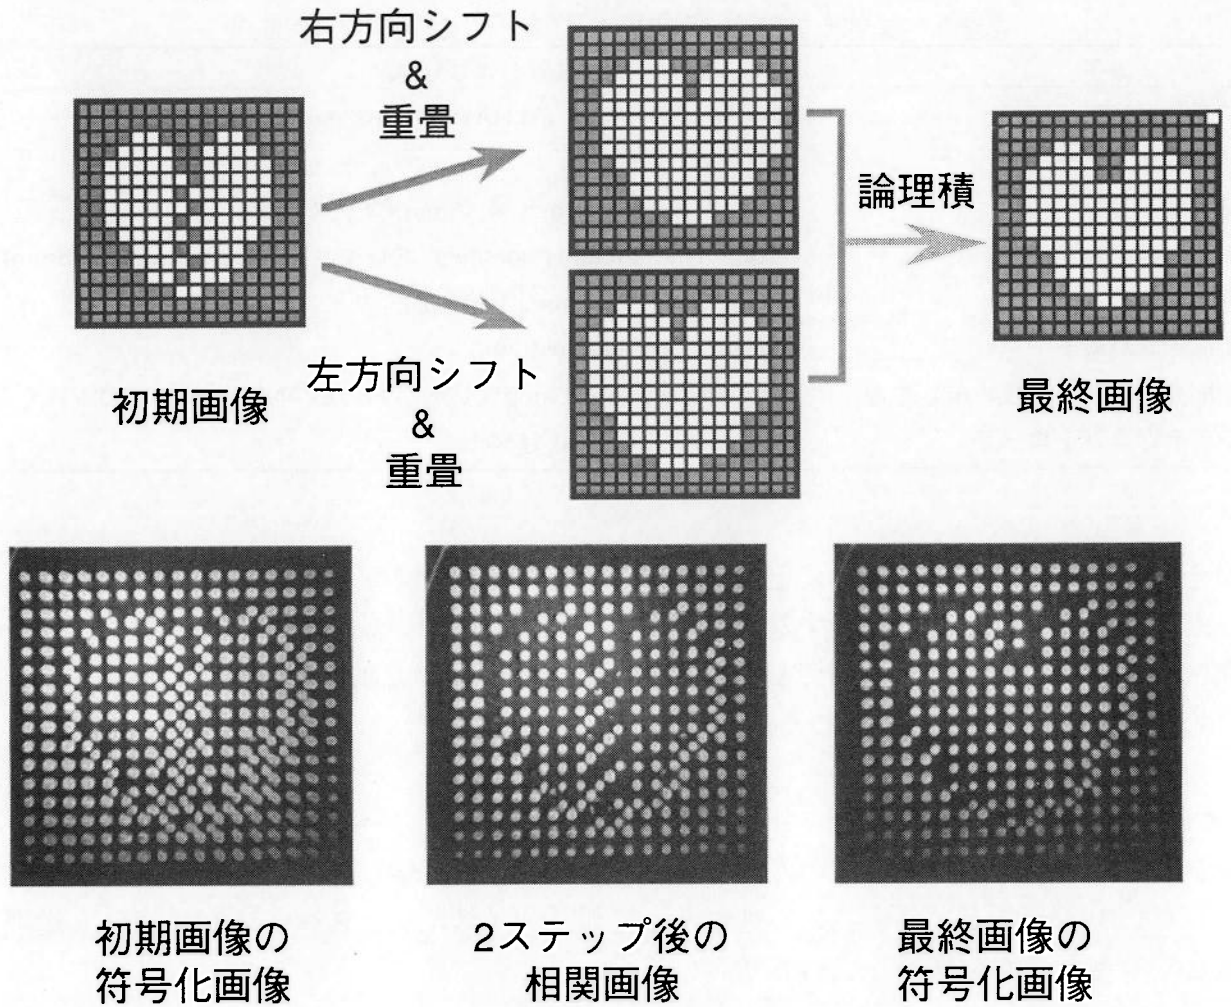 右方向シフト
&
重畳
論理積
初期画像
左方向シフト
&
重畳
最終画像
初期画像の
符号化画像
2ステップ後の
相関画像
最終画像の
符号化画像